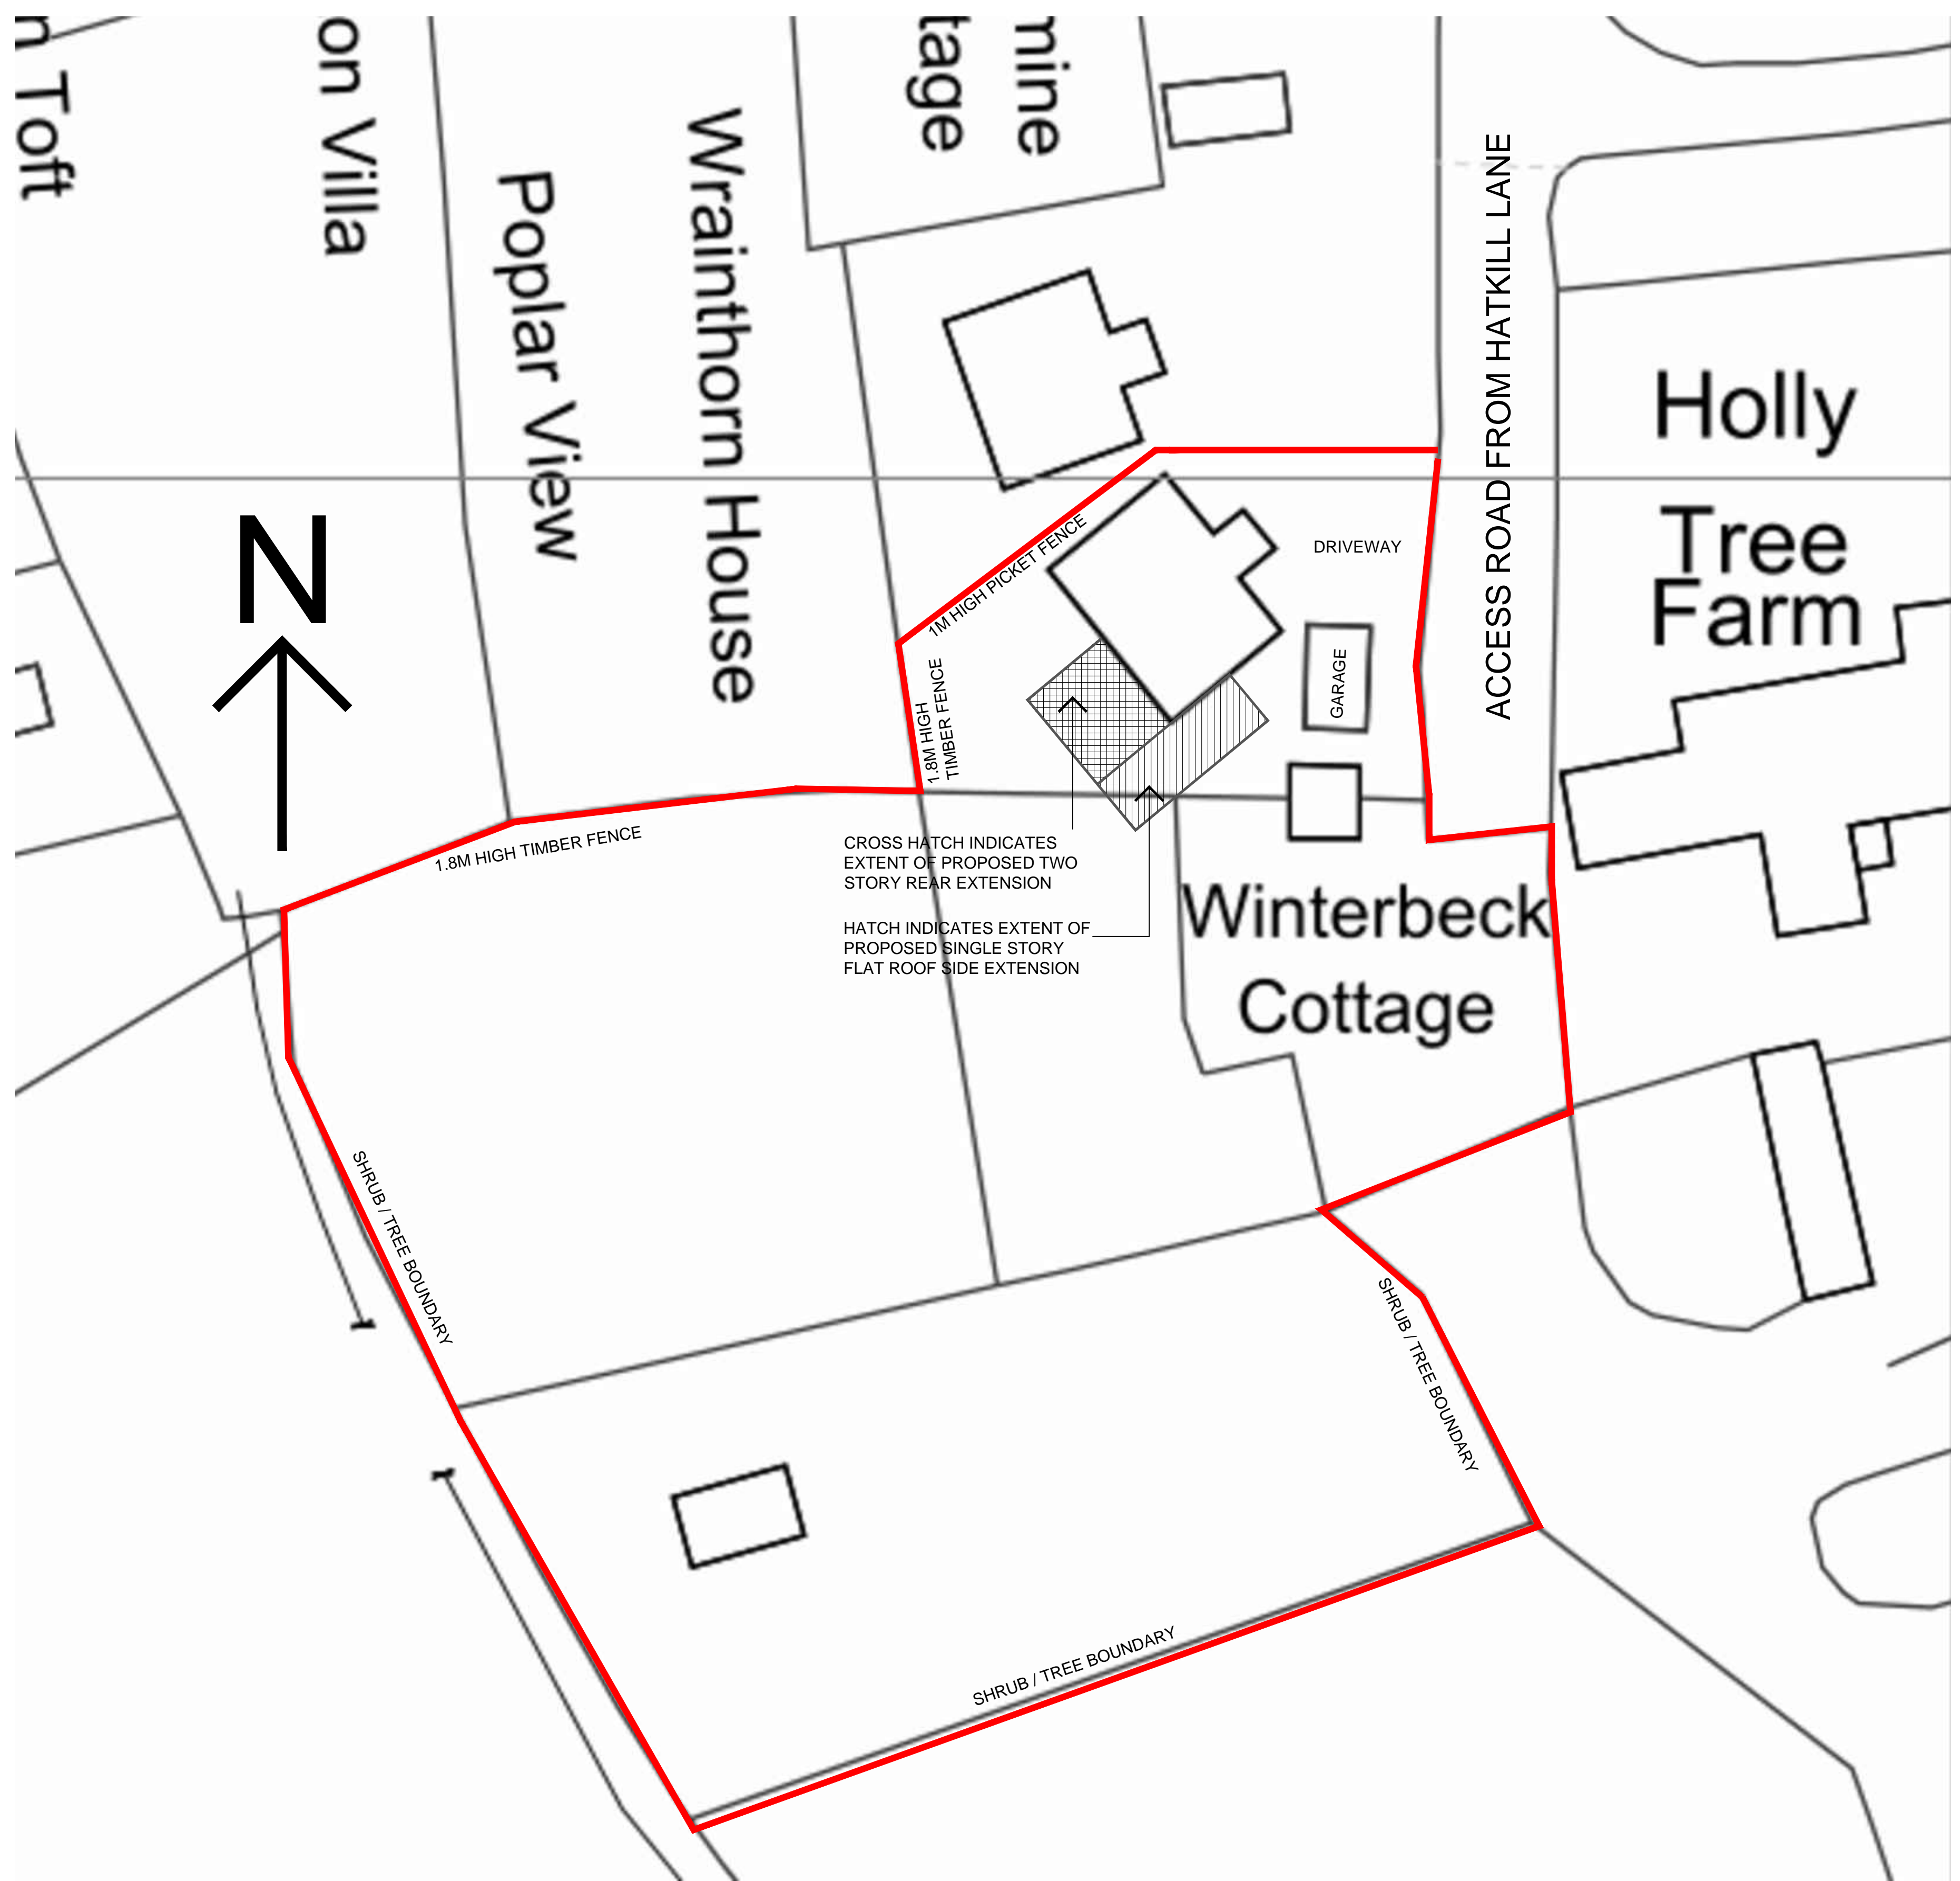 n Toft
on Villa
Poplar View
Wrainthorn House
tage
mine
ACCESS ROAD FROM HATKILL LANE
Holly
Tree
Farm
N
1M HIGH PICKET FENCE
DRIVEWAY
GARAGE
1.8M HIGH
TIMBER FENCE
1.8M HIGH TIMBER FENCE
CROSS HATCH INDICATES
EXTENT OF PROPOSED TWO
STORY REAR EXTENSION
HATCH INDICATES EXTENT OF
PROPOSED SINGLE STORY
FLAT ROOF SIDE EXTENSION
Winterbeck
Cottage
SHRUB / TREE BOUNDARY
SHRUB / TREE BOUNDARY
SHRUB / TREE BOUNDARY